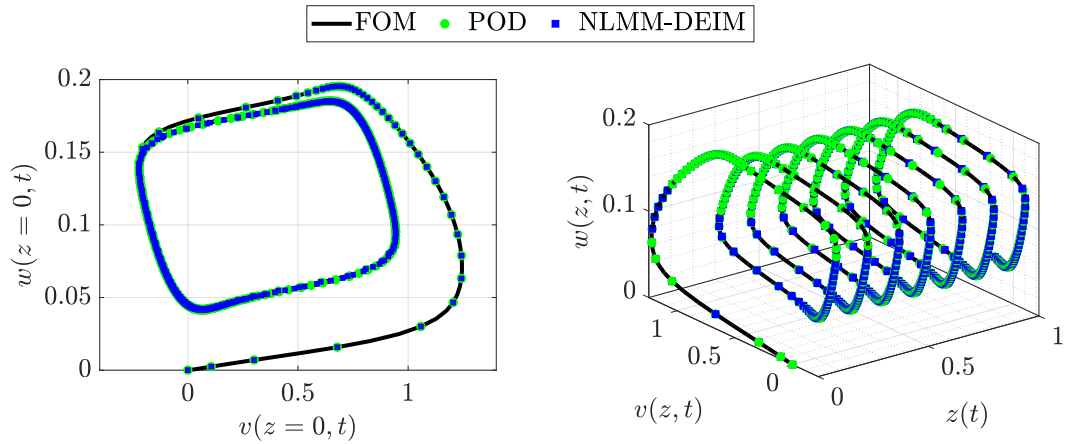 FOM POD NLMM-DEIM
0.2
0.15
0.1
0.05
0
0 0.5 1
w(z = 0, t)
v(z = 0, t)
0.2
0.1
0
w(z, t)
1
0.5
0
v(z, t)
0
0.5
1
z(t)